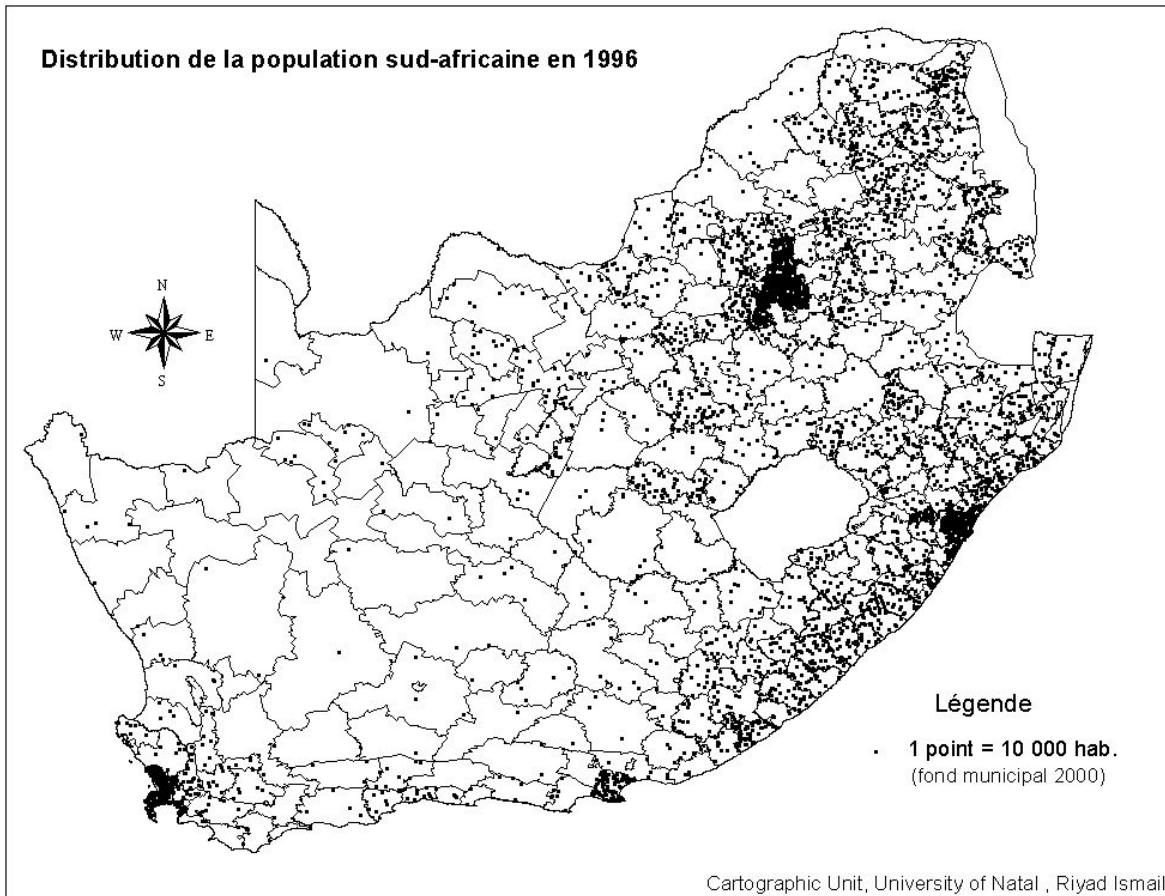 Distribution de la population sud-africaine en 1996
N
W E
S
Légende
1 point = 10 000 hab.
(fond municipal 2000)
Cartographic Unit, University of Natal , Riyad Ismail